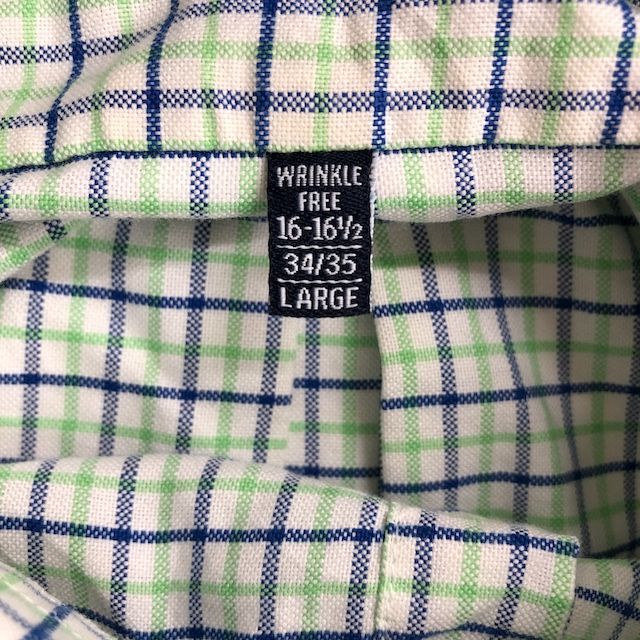 WRINKLE
FREE
16-16½
34/35
LARGE